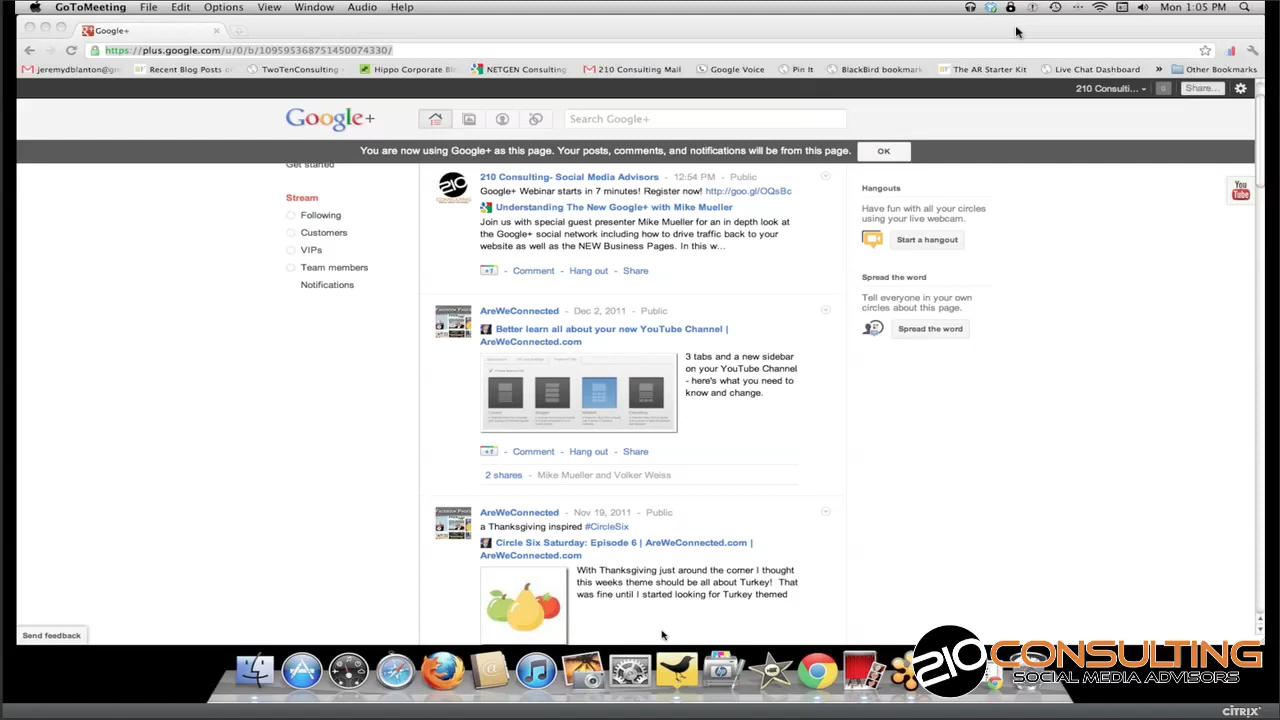 GoToMeeting File Edit Options View Window Audio Help Mon 1:05 PM
Google+
https://plus.google.com/u/0/b/109595368751450074330/
jeremydblanton@gm Recent Blog Posts o TwoTenConsulting Hippo Corporate Bl NETGEN Consulting 210 Consulting Mail Google Voice Pin It BlackBird bookmark The AR Starter Kit Live Chat Dashboard » Other Bookmarks
210 Consulti... 0 Share...
Google+ Search Google+
You are now using Google+ as this page. Your posts, comments, and notifications will be from this page. OK
Get started
Stream
Following
Customers
VIPs
Team members
Notifications
210 Consulting- Social Media Advisors - 12:54 PM - Public
Google+ Webinar starts in 7 minutes! Register now! http://goo.gl/OQsBc
Understanding The New Google+ with Mike Mueller
Join us with special guest presenter Mike Mueller for an in depth look at
the Google+ social network including how to drive traffic back to your
website as well as the NEW Business Pages. In this w...
+1 - Comment - Hang out - Share
AreWeConnected - Dec 2, 2011 - Public
Better learn all about your new YouTube Channel |
AreWeConnected.com
3 tabs and a new sidebar
on your YouTube Channel
- here's what you need to
know and change.
+1 - Comment - Hang out - Share
2 shares - Mike Mueller and Volker Weiss
AreWeConnected - Nov 19, 2011 - Public
a Thanksgiving inspired #CircleSix
Circle Six Saturday: Episode 6 | AreWeConnected.com |
AreWeConnected.com
With Thanksgiving just around the corner I thought
this weeks theme should be all about Turkey! That
was fine until I started looking for Turkey themed
Hangouts
Have fun with all your circles
using your live webcam.
Start a hangout
Spread the word
Tell everyone in your own
circles about this page.
Spread the word
You
Tube
Send feedback
210 CONSULTING
SOCIAL MEDIA ADVISORS
CITRIX